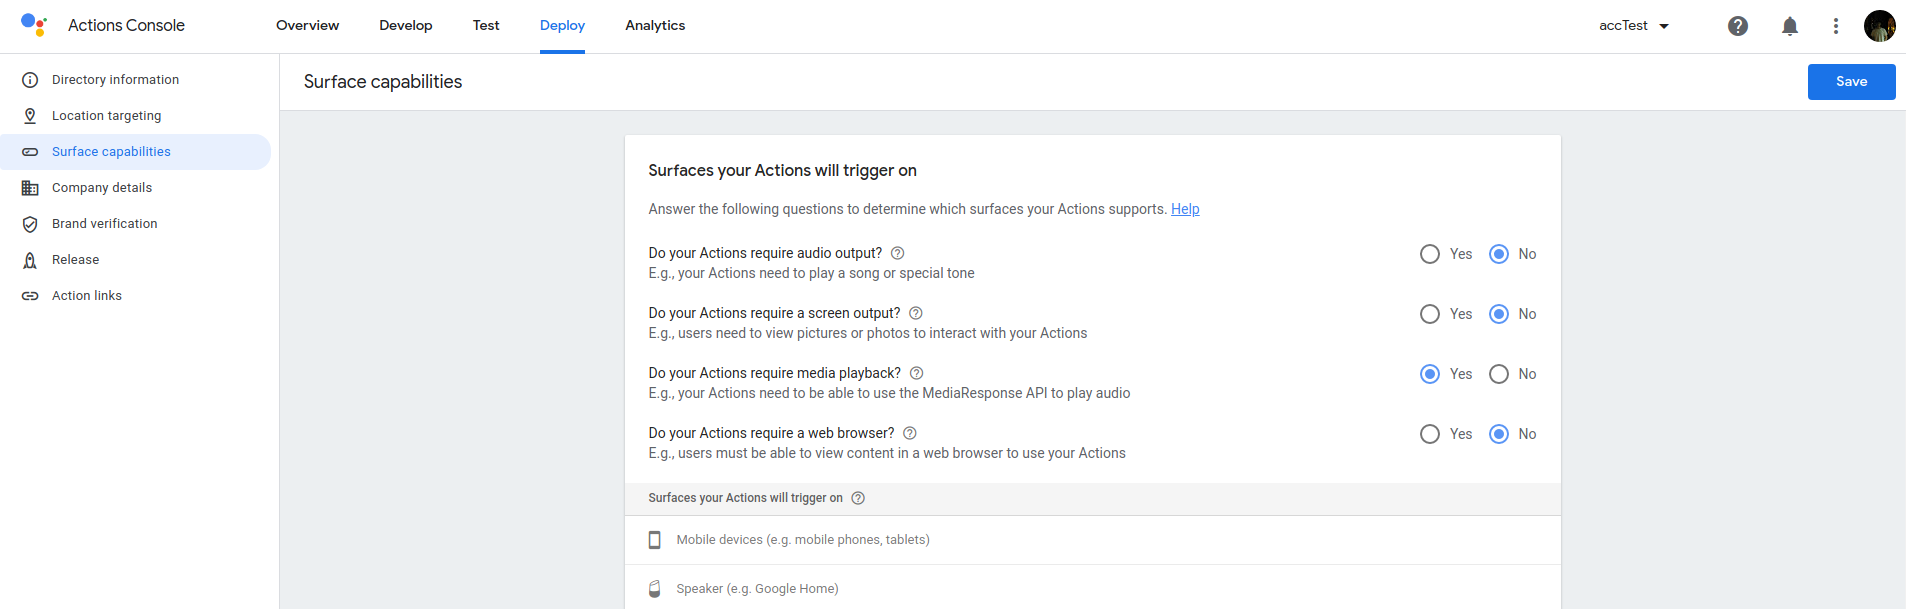 Actions Console
Overview
Develop
Test
Deploy
Analytics
accTest
Directory information
Location targeting
Surface capabilities
Company details
Brand verification
Release
Action links
Surface capabilities
Save
Surfaces your Actions will trigger on
Answer the following questions to determine which surfaces your Actions supports. Help
Do your Actions require audio output?
E.g., your Actions need to play a song or special tone
Yes No
Do your Actions require a screen output?
E.g., users need to view pictures or photos to interact with your Actions
Yes No
Do your Actions require media playback?
E.g., your Actions need to be able to use the MediaResponse API to play audio
Yes No
Do your Actions require a web browser?
E.g., users must be able to view content in a web browser to use your Actions
Yes No
Surfaces your Actions will trigger on
Mobile devices (e.g. mobile phones, tablets)
Speaker (e.g. Google Home)